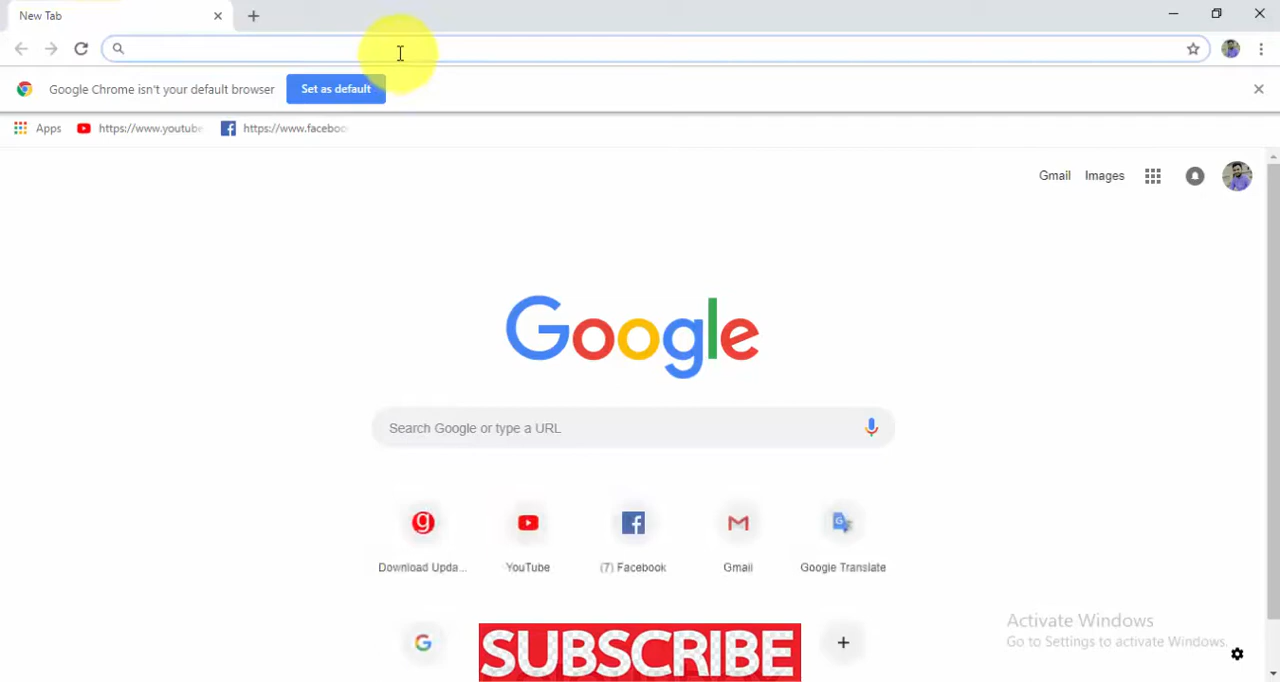 New Tab
Google Chrome isn't your default browser
Set as default
Apps
https://www.youtube
https://www.faceboo
Gmail
Images
Google
Search Google or type a URL
Download Upda...
YouTube
(7) Facebook
Gmail
Google Translate
SUBSCRIBE
Activate Windows
Go to Settings to activate Windows.